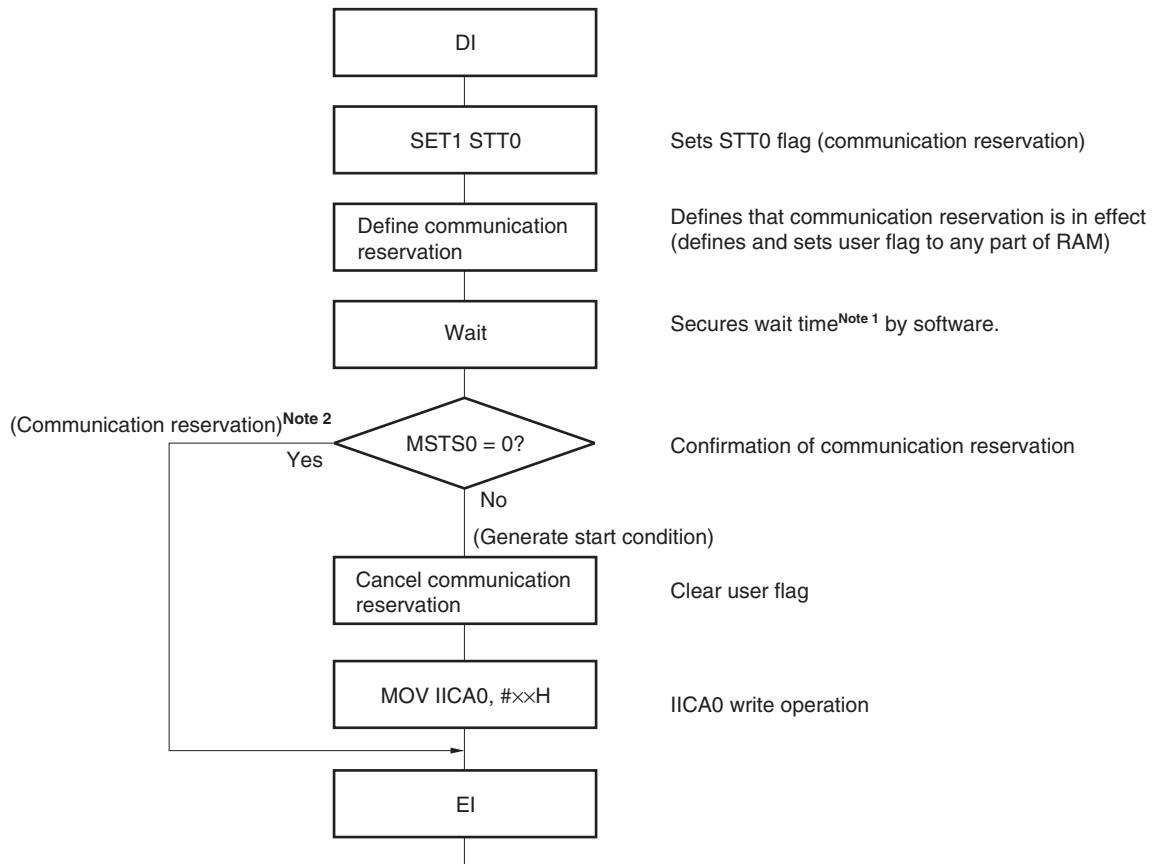 DI
SET1 STT0
Sets STT0 flag (communication reservation)
Define communication
reservation
Defines that communication reservation is in effect
(defines and sets user flag to any part of RAM)
Wait
Secures wait timeNote 1 by software.
(Communication reservation)Note 2
Yes
MSTS0 = 0?
Confirmation of communication reservation
No
(Generate start condition)
Cancel communication
reservation
Clear user flag
MOV IICA0, #××H
IICA0 write operation
EI